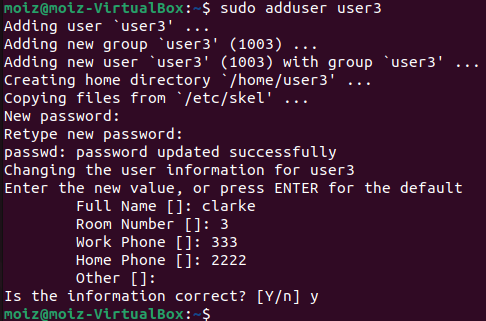 moiz@moiz-VirtualBox:~$ sudo adduser user3
Adding user `user3' ...
Adding new group `user3' (1003) ...
Adding new user `user3' (1003) with group `user3' ...
Creating home directory `/home/user3' ...
Copying files from `/etc/skel' ...
New password:
Retype new password:
passwd: password updated successfully
Changing the user information for user3
Enter the new value, or press ENTER for the default
        Full Name []: clarke
        Room Number []: 3
        Work Phone []: 333
        Home Phone []: 2222
        Other []:
Is the information correct? [Y/n] y
moiz@moiz-VirtualBox:~$